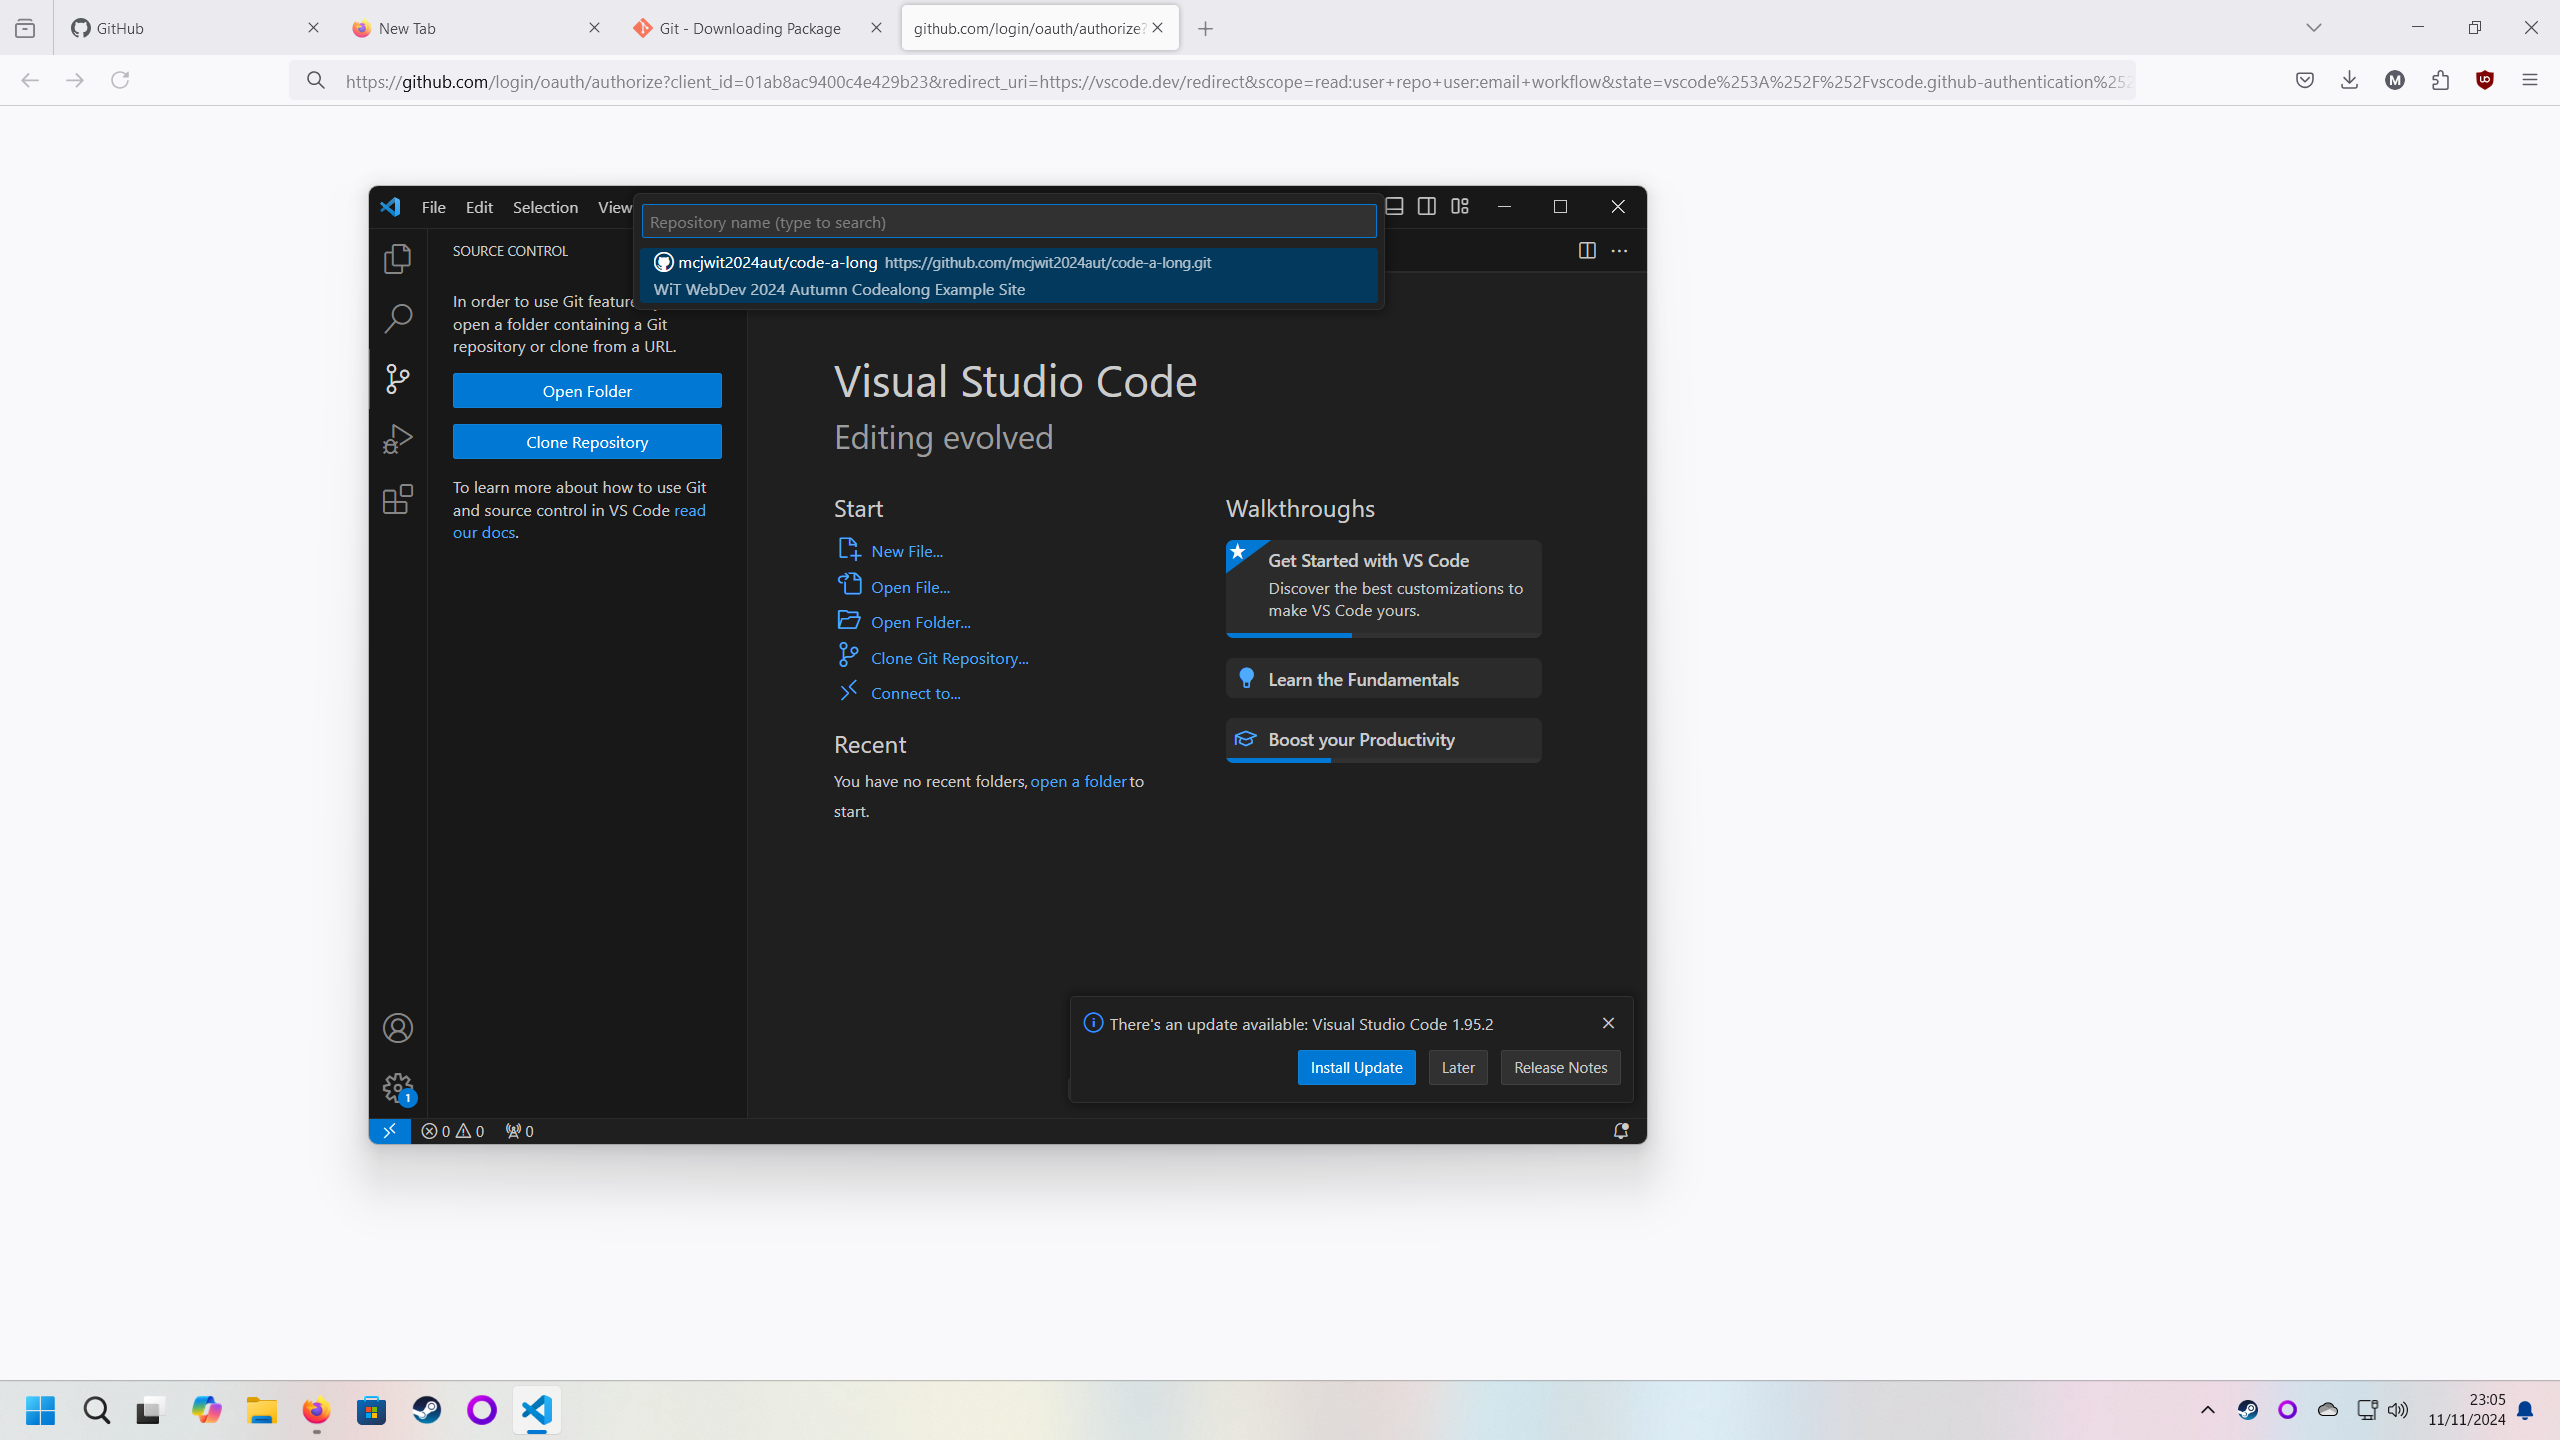 GitHub
New Tab
Git - Downloading Package
github.com/login/oauth/authorize?
https://github.com/login/oauth/authorize?client_id=01ab8ac9400c4e429b23&redirect_uri=https://vscode.dev/redirect&scope=read:user+repo+user:email+workflow&state=vscode%253A%252F%252Fvscode.github-authentication%252
M
File Edit Selection View
Repository name (type to search)
mcjwit2024aut/code-a-long https://github.com/mcjwit2024aut/code-a-long.git
WiT WebDev 2024 Autumn Codealong Example Site
SOURCE CONTROL
In order to use Git
open a folder containing a Git
repository or clone from a URL.
Open Folder
Clone Repository
To learn more about how to use Git
and source control in VS Code read
our docs.
Visual Studio Code
Editing evolved
Start
New File...
Open File...
Open Folder...
Clone Git Repository...
Connect to...
Recent
You have no recent folders, open a folder to
start.
Walkthroughs
Get Started with VS Code
Discover the best customizations to
make VS Code yours.
Learn the Fundamentals
Boost your Productivity
There's an update available: Visual Studio Code 1.95.2
Install Update
Later
Release Notes
1
0 0 0
23:05
11/11/2024